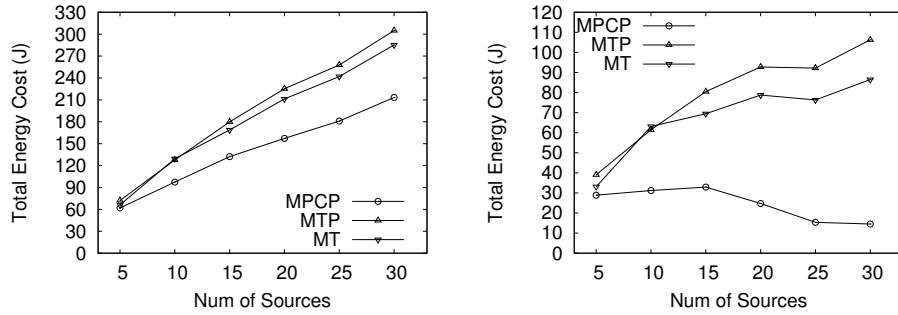 Total Energy Cost (J)
330
300
270
240
210
180
150
120
90
60
30
0
MPCP
MTP
MT
5 10 15 20 25 30
Num of Sources
Total Energy Cost (J)
120
110
100
90
80
70
60
50
40
30
20
10
0
MPCP
MTP
MT
5 10 15 20 25 30
Num of Sources